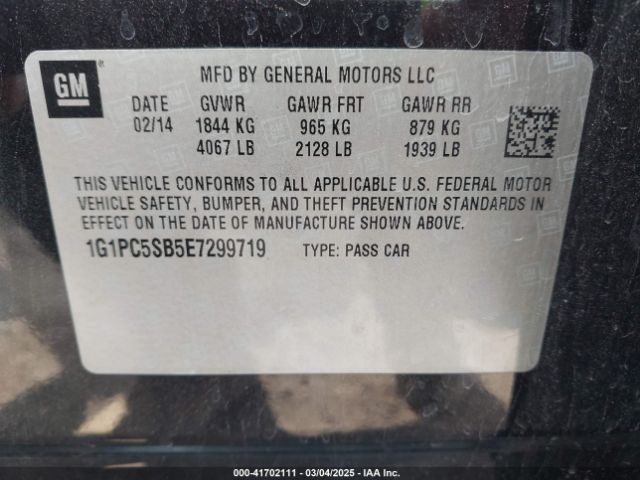 GM
MFD BY GENERAL MOTORS LLC
DATE GVWR GAWR FRT GAWR RR
02/14 1844 KG 965 KG 879 KG
4067 LB 2128 LB 1939 LB
THIS VEHICLE CONFORMS TO ALL APPLICABLE U.S. FEDERAL MOTOR
VEHICLE SAFETY, BUMPER, AND THEFT PREVENTION STANDARDS IN
EFFECT ON THE DATE OF MANUFACTURE SHOWN ABOVE.
1G1PC5SB5E7299719 TYPE: PASS CAR
000-41702111 - 03/04/2025 - IAA Inc.